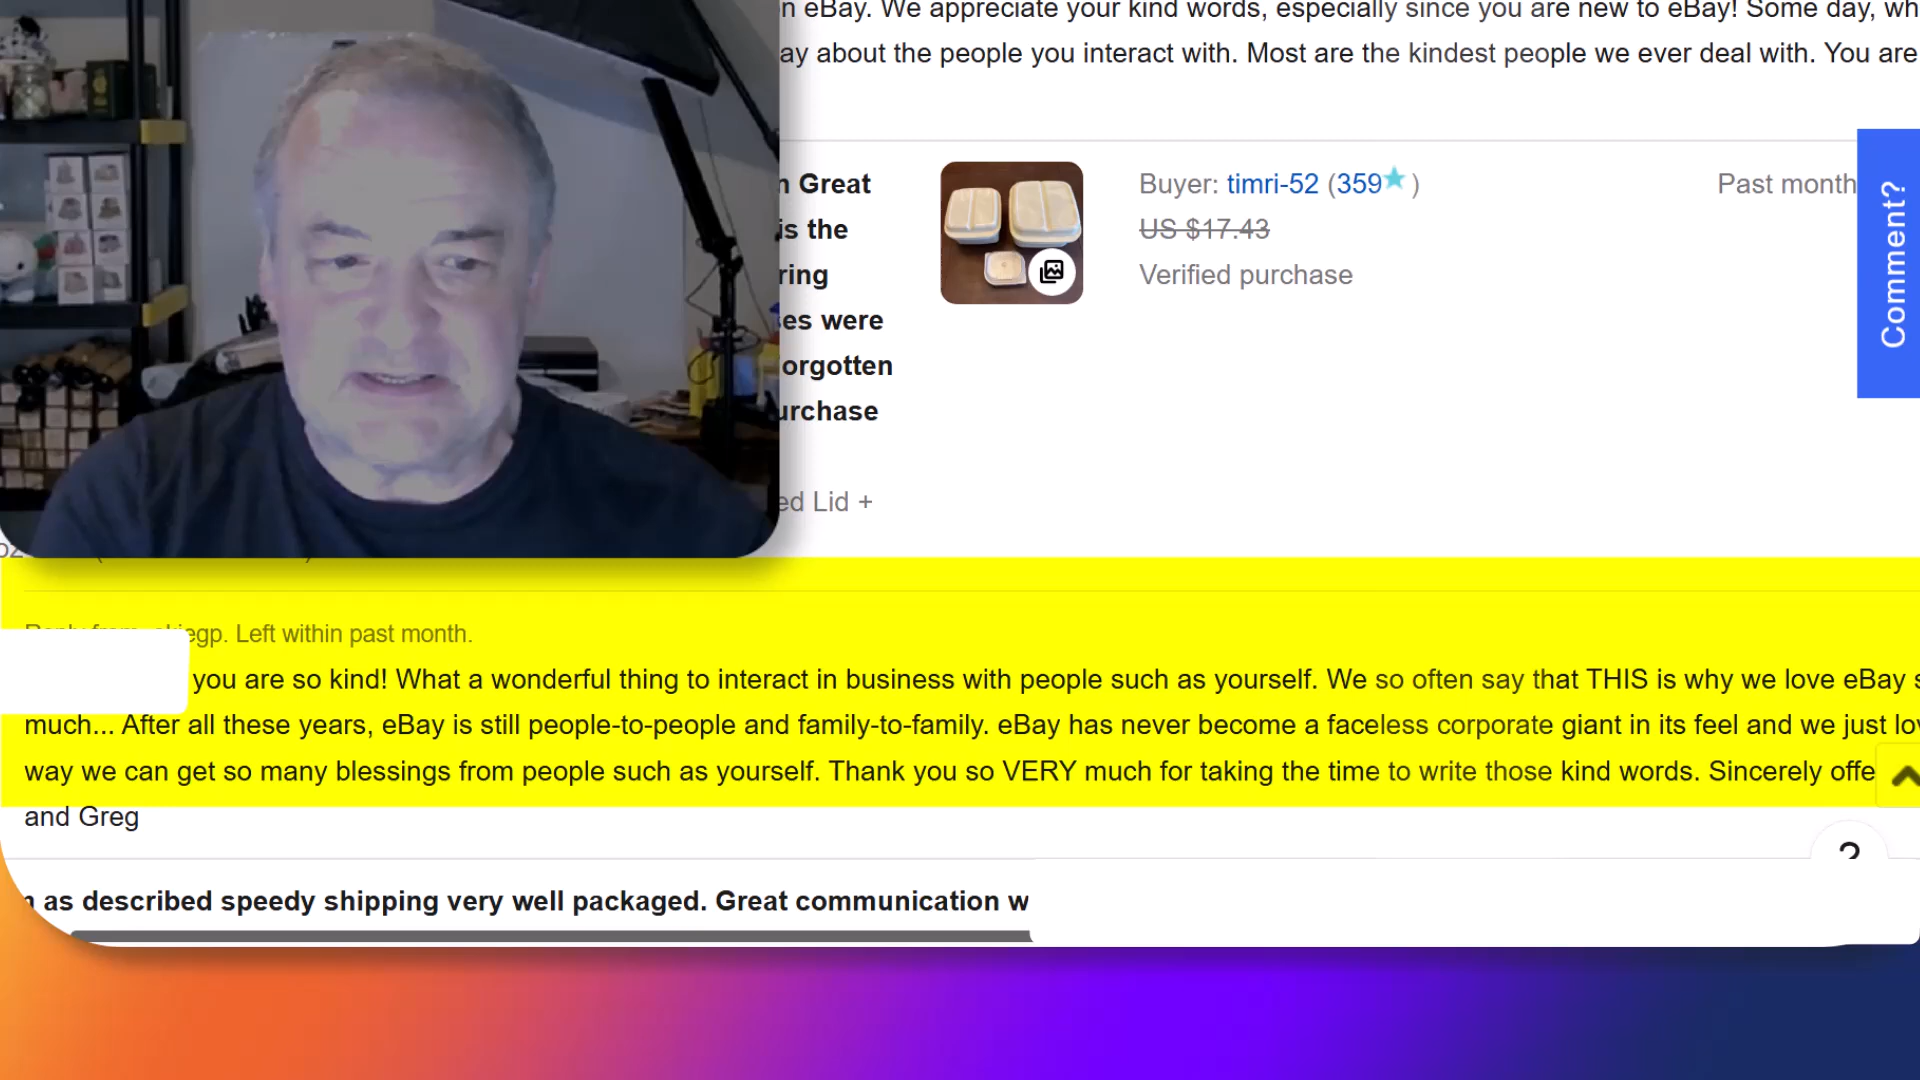 n eBay. We appreciate your kind words, especially since you are new to eBay! Some day, wh
ay about the people you interact with. Most are the kindest people we ever deal with. You are
n Great
is the
ring
es were
orgotten
urchase
ed Lid +
Buyer: timri-52 (359 )
US $17.43
Verified purchase
Past month
Comment?
egp. Left within past month.
you are so kind! What a wonderful thing to interact in business with people such as yourself. We so often say that THIS is why we love eBay s
much... After all these years, eBay is still people-to-people and family-to-family. eBay has never become a faceless corporate giant in its feel and we just lov
way we can get so many blessings from people such as yourself. Thank you so VERY much for taking the time to write those kind words. Sincerely offe
and Greg
?
as described speedy shipping very well packaged. Great communication w